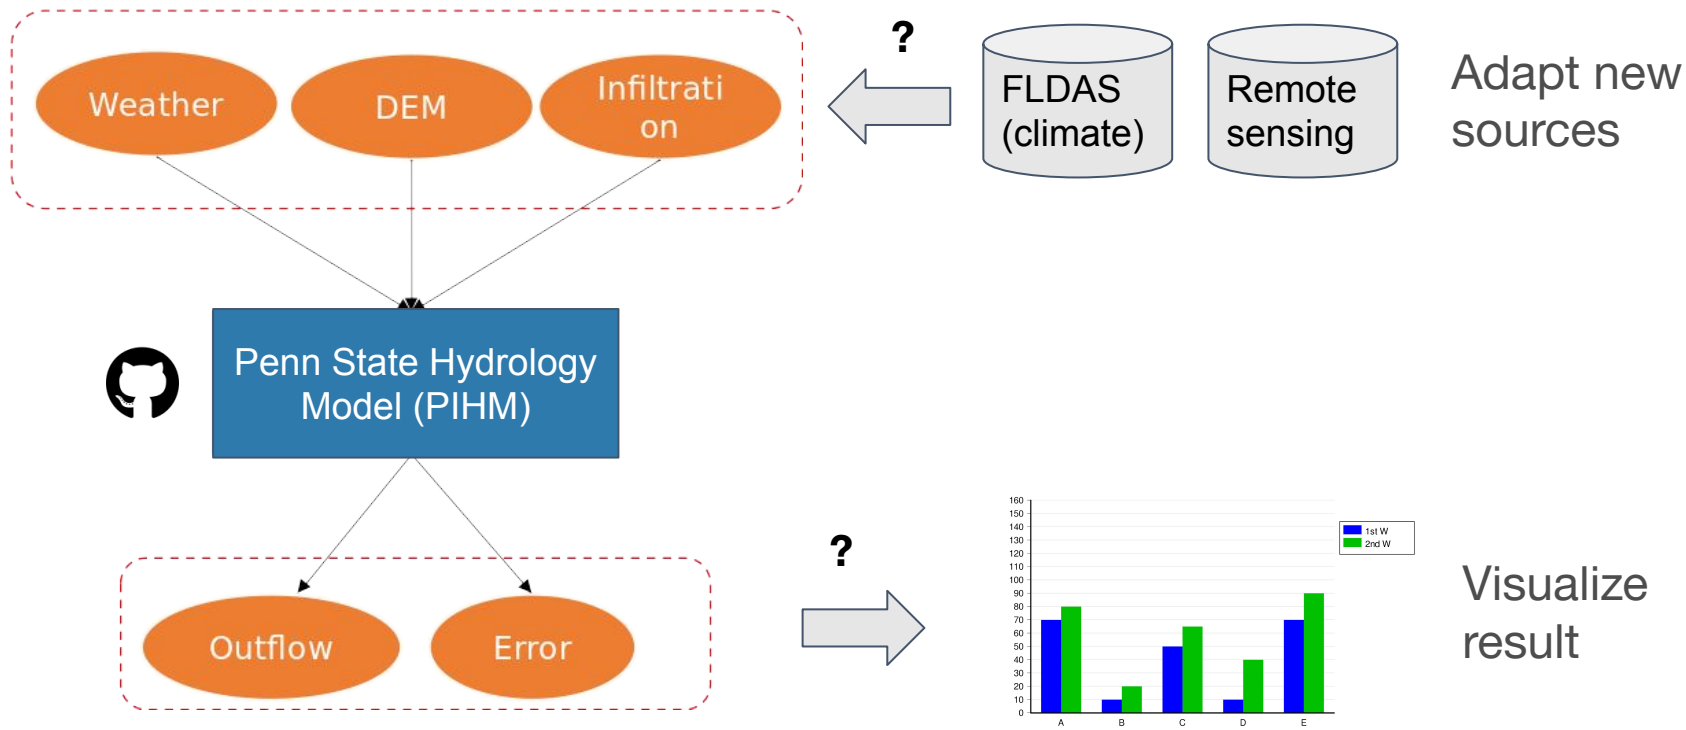 ?
Weather
DEM
Infiltrati
on
FLDAS
(climate)
Remote
sensing
Adapt new
sources
Penn State Hydrology
Model (PIHM)
?
Outflow
Error
160
150
140
130
120
110
100
90
80
70
60
50
40
30
20
10
0
A
B
C
D
E
1st W
2nd W
Visualize
result